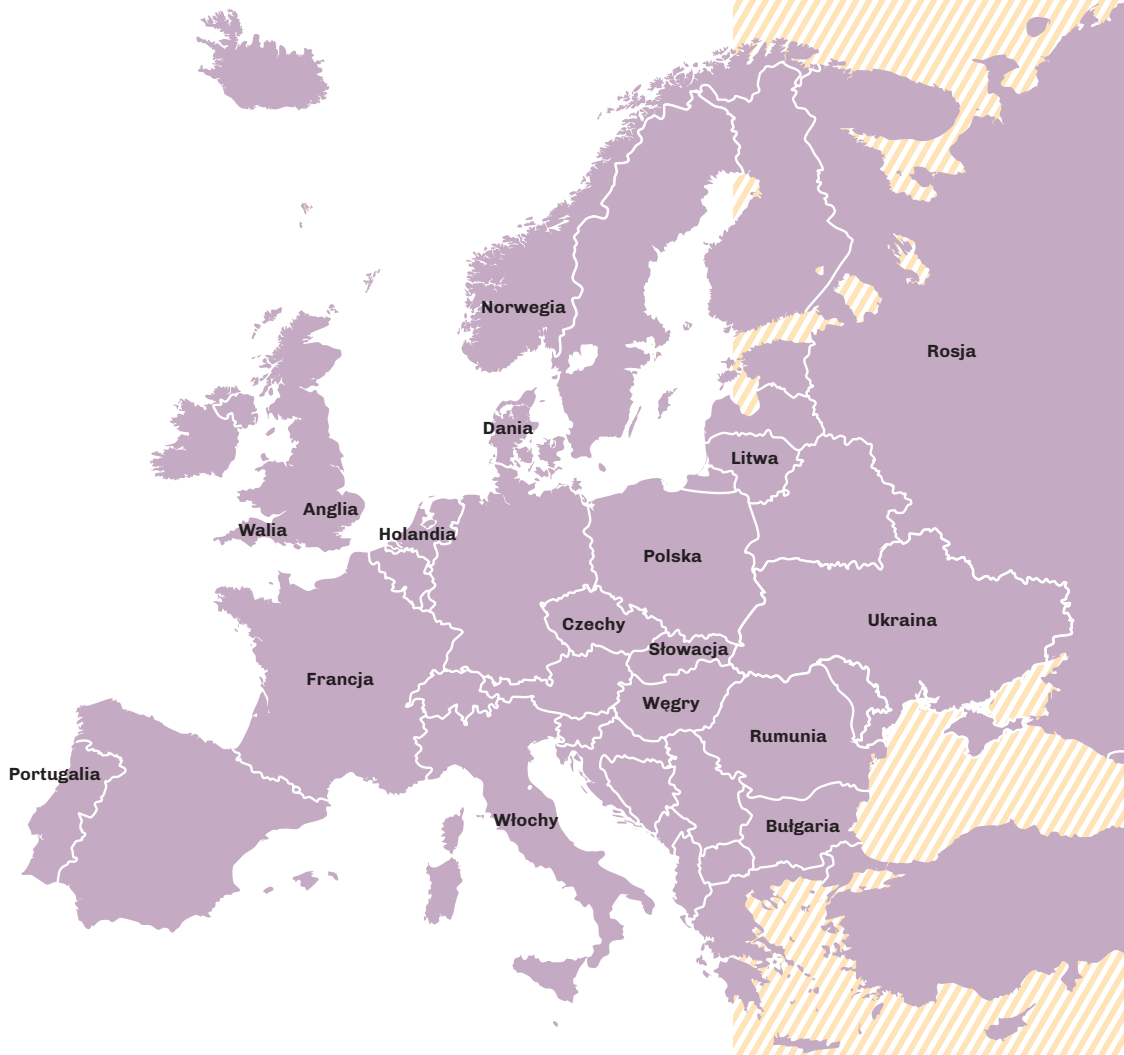 Norwegia
Rosja
Dania
Litwa
Anglia
Walia
Holandia
Polska
Czechy
Ukraina
Słowacja
Francja
Węgry
Rumunia
Portugalia
Włochy
Bułgaria